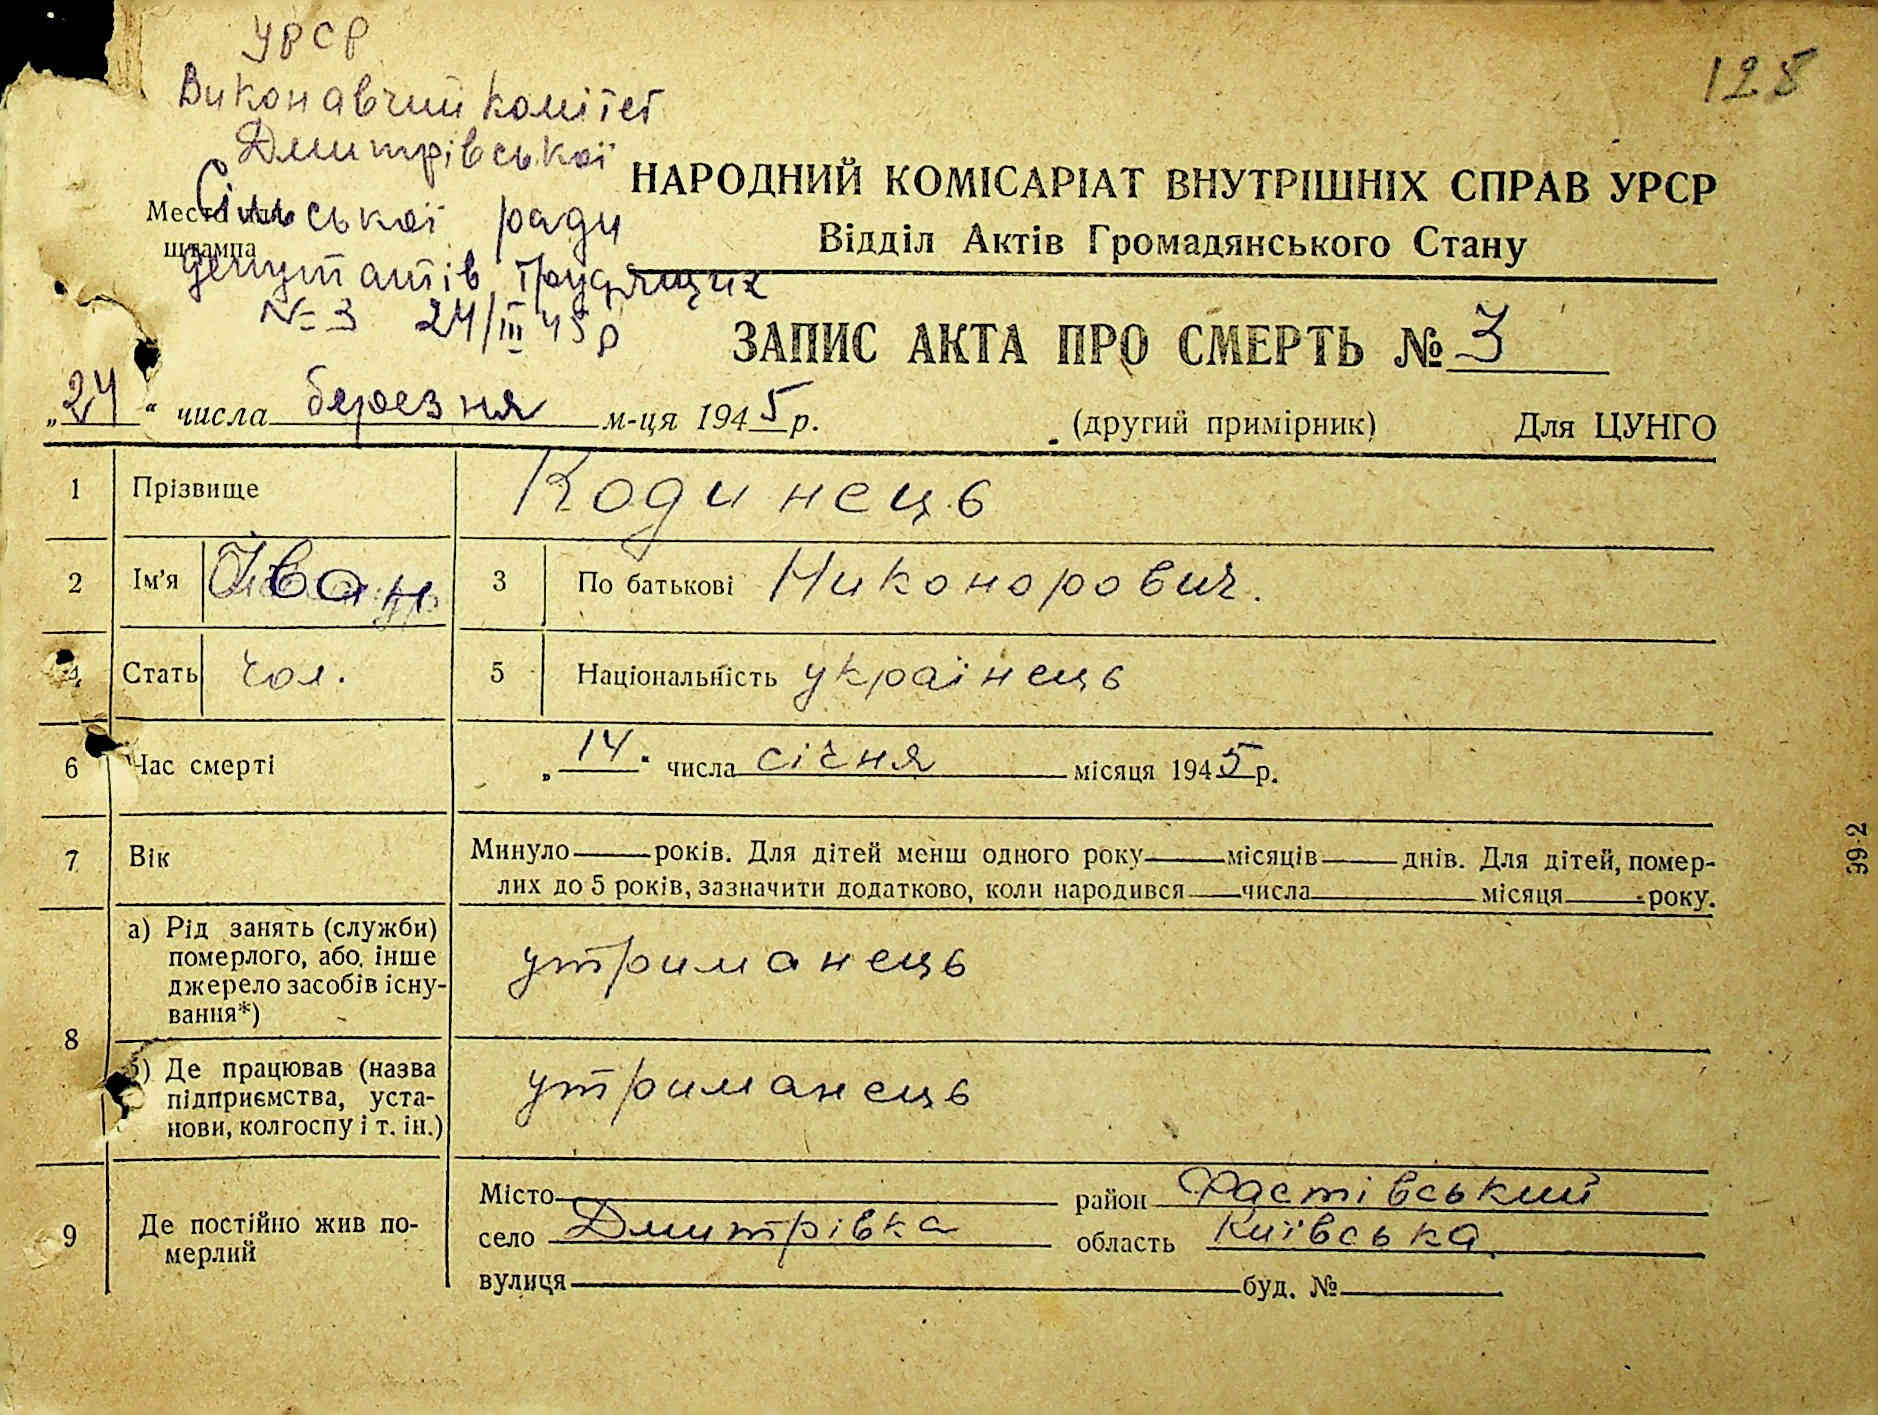 УРСР
128
Виконавчий комітет
Дмитрівської
Сільської ради
Место для
штампа
депутатів трудящих
№ 3 24/III 45 р
НАРОДНИЙ КОМІСАРІАТ ВНУТРІШНІХ СПРАВ УРСР
Відділ Актів Громадянського Стану
ЗАПИС АКТА ПРО СМЕРТЬ № 3
„24“ числа березня м-ця 1945 р.
(другий примірник) Для ЦУНГО
1 Прізвище Кодинець
2 Ім’я Іван 3 По батькові Никонорович.
4 Стать чол. 5 Національність українець
6 Час смерті „14“ числа січня місяця 1945 р.
7 Вік Минуло років. Для дітей менш одного року місяців днів. Для дітей, помер-
лих до 5 років, зазначити додатково, коли народився числа місяця року.
8
а) Рід занять (служби)
померлого, або інше
джерело засобів існу-
вання*)
утриманець
б) Де працював (назва
підприємства, уста-
нови, колгоспу і т. ін.)
утриманець
9 Де постійно жив по-
мерлий
Місто район Фастівський
село Дмитрівка область Київська
вулиця буд. №
39-2